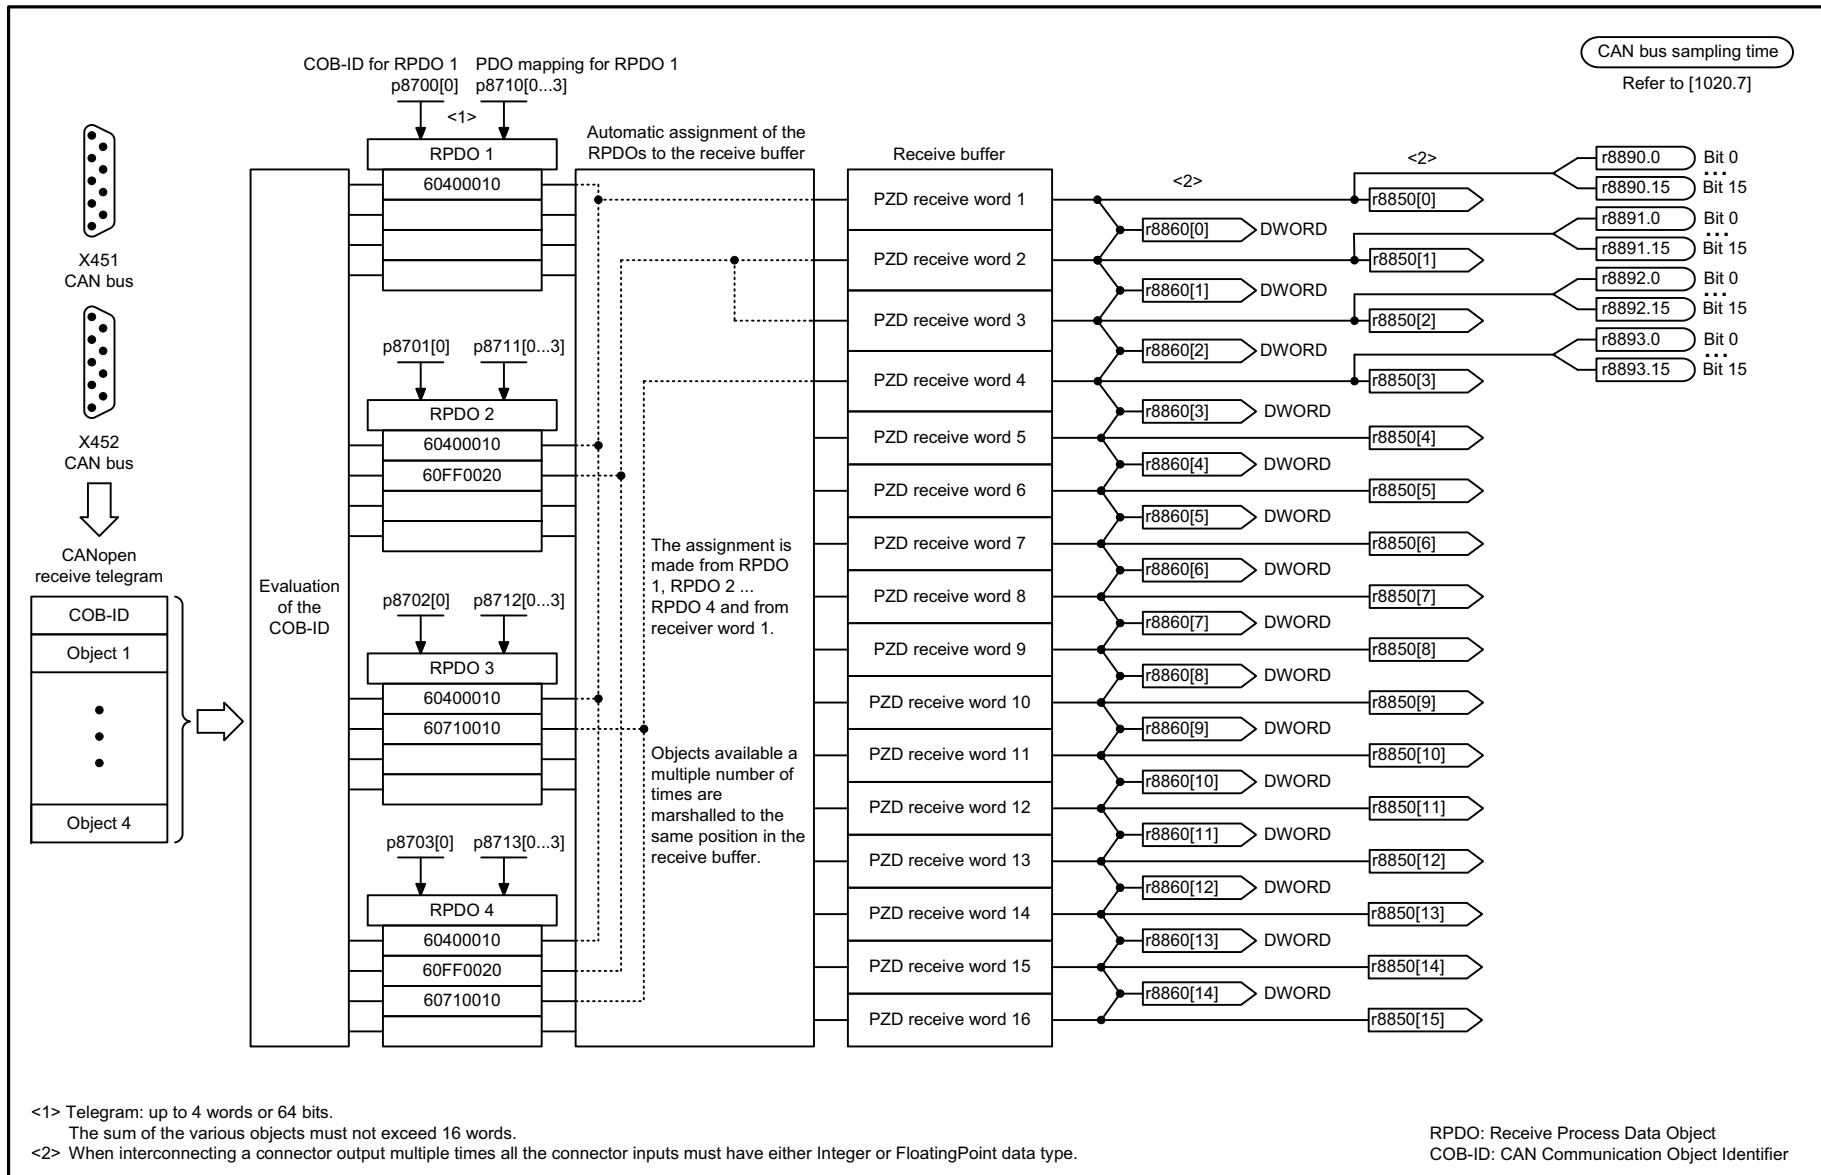 COB-ID for RPDO 1
p8700[0]
PDO mapping for RPDO 1
p8710[0...3]
<1>
CAN bus sampling time
Refer to [1020.7]
X451
CAN bus
X452
CAN bus
CANopen
receive telegram
COB-ID
Object 1
Object 4
Evaluation
of the
COB-ID
RPDO 1
60400010
p8701[0]
p8711[0...3]
RPDO 2
60400010
60FF0020
p8702[0]
p8712[0...3]
RPDO 3
60400010
60710010
p8703[0]
p8713[0...3]
RPDO 4
60400010
60FF0020
60710010
Automatic assignment of the
RPDOs to the receive buffer
The assignment is
made from RPDO
1, RPDO 2 ...
RPDO 4 and from
receiver word 1.
Objects available a
multiple number of
times are
marshalled to the
same position in the
receive buffer.
Receive buffer
PZD receive word 1
PZD receive word 2
PZD receive word 3
PZD receive word 4
PZD receive word 5
PZD receive word 6
PZD receive word 7
PZD receive word 8
PZD receive word 9
PZD receive word 10
PZD receive word 11
PZD receive word 12
PZD receive word 13
PZD receive word 14
PZD receive word 15
PZD receive word 16
<2>
r8860[0] DWORD
r8860[1] DWORD
r8860[2] DWORD
r8860[3] DWORD
r8860[4] DWORD
r8860[5] DWORD
r8860[6] DWORD
r8860[7] DWORD
r8860[8] DWORD
r8860[9] DWORD
r8860[10] DWORD
r8860[11] DWORD
r8860[12] DWORD
r8860[13] DWORD
r8860[14] DWORD
<2>
r8850[0]
r8850[1]
r8850[2]
r8850[3]
r8850[4]
r8850[5]
r8850[6]
r8850[7]
r8850[8]
r8850[9]
r8850[10]
r8850[11]
r8850[12]
r8850[13]
r8850[14]
r8850[15]
r8890.0 Bit 0
...
r8890.15 Bit 15
r8891.0 Bit 0
...
r8891.15 Bit 15
r8892.0 Bit 0
...
r8892.15 Bit 15
r8893.0 Bit 0
...
r8893.15 Bit 15
<1> Telegram: up to 4 words or 64 bits.
The sum of the various objects must not exceed 16 words.
<2> When interconnecting a connector output multiple times all the connector inputs must have either Integer or FloatingPoint data type.
RPDO: Receive Process Data Object
COB-ID: CAN Communication Object Identifier